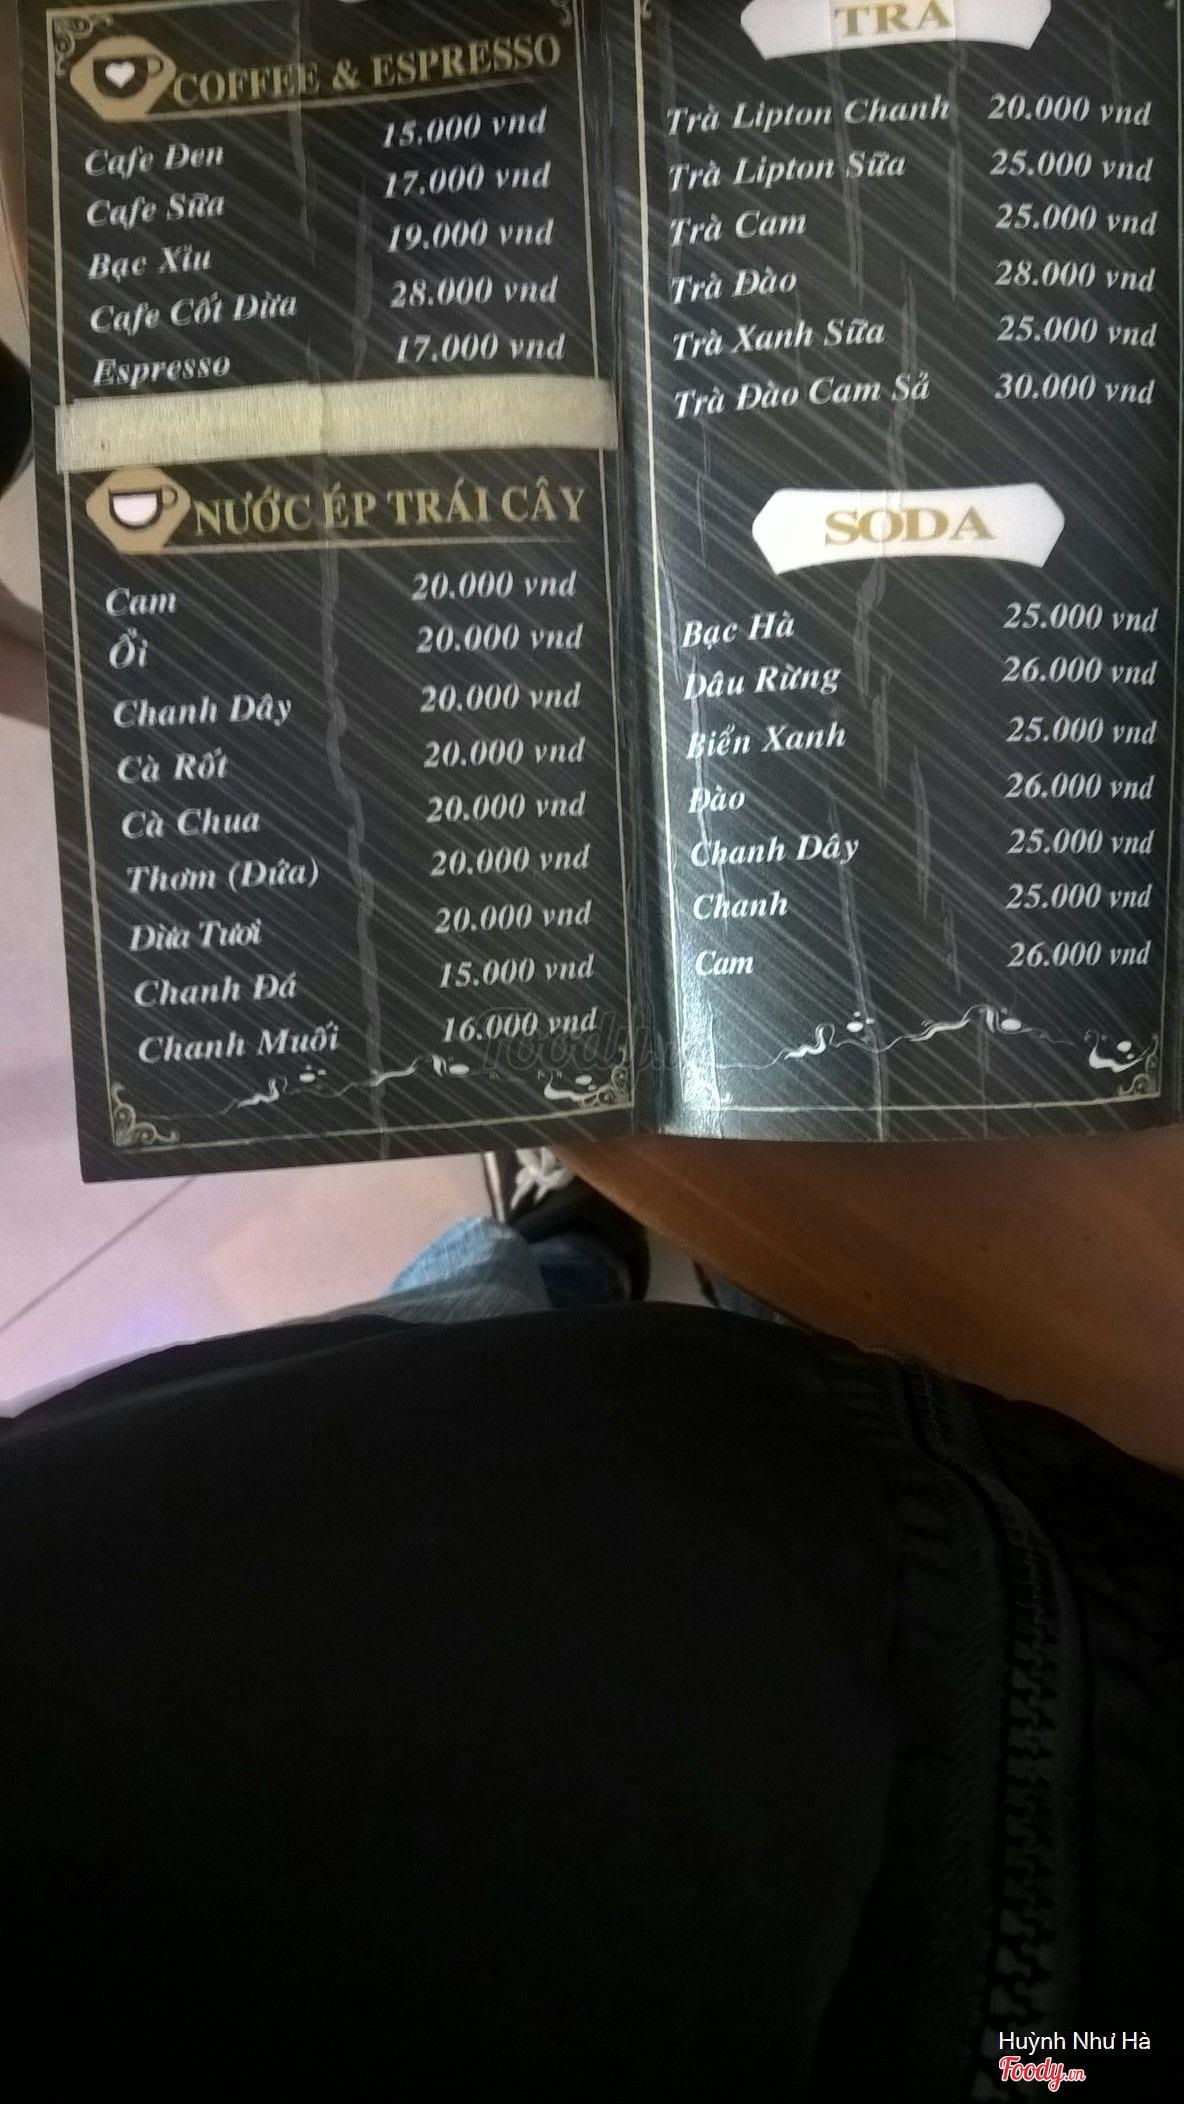 COFFEE & ESPRESSO
Cafe Đen 15.000 vnd
Cafe Sữa 17.000 vnd
Bạc Xỉu 19.000 vnd
Cafe Cốt Dừa 28.000 vnd
Espresso 17.000 vnd
NƯỚC ÉP TRÁI CÂY
Cam 20.000 vnd
Ổi 20.000 vnd
Chanh Dây 20.000 vnd
Cà Rốt 20.000 vnd
Cà Chua 20.000 vnd
Thơm (Dứa) 20.000 vnd
Dừa Tươi 20.000 vnd
Chanh Đá 15.000 vnd
Chanh Muối 16.000 vnd
TRÀ
Trà Lipton Chanh 20.000 vnd
Trà Lipton Sữa 25.000 vnd
Trà Cam 25.000 vnd
Trà Đào 28.000 vnd
Trà Xanh Sữa 25.000 vnd
Trà Đào Cam Sả 30.000 vnd
SODA
Bạc Hà 25.000 vnd
Dâu Rừng 26.000 vnd
Biển Xanh 25.000 vnd
Đào 26.000 vnd
Chanh Dây 25.000 vnd
Chanh 25.000 vnd
Cam 26.000 vnd
Foody.vn
Huỳnh Như Hà
Foody.vn